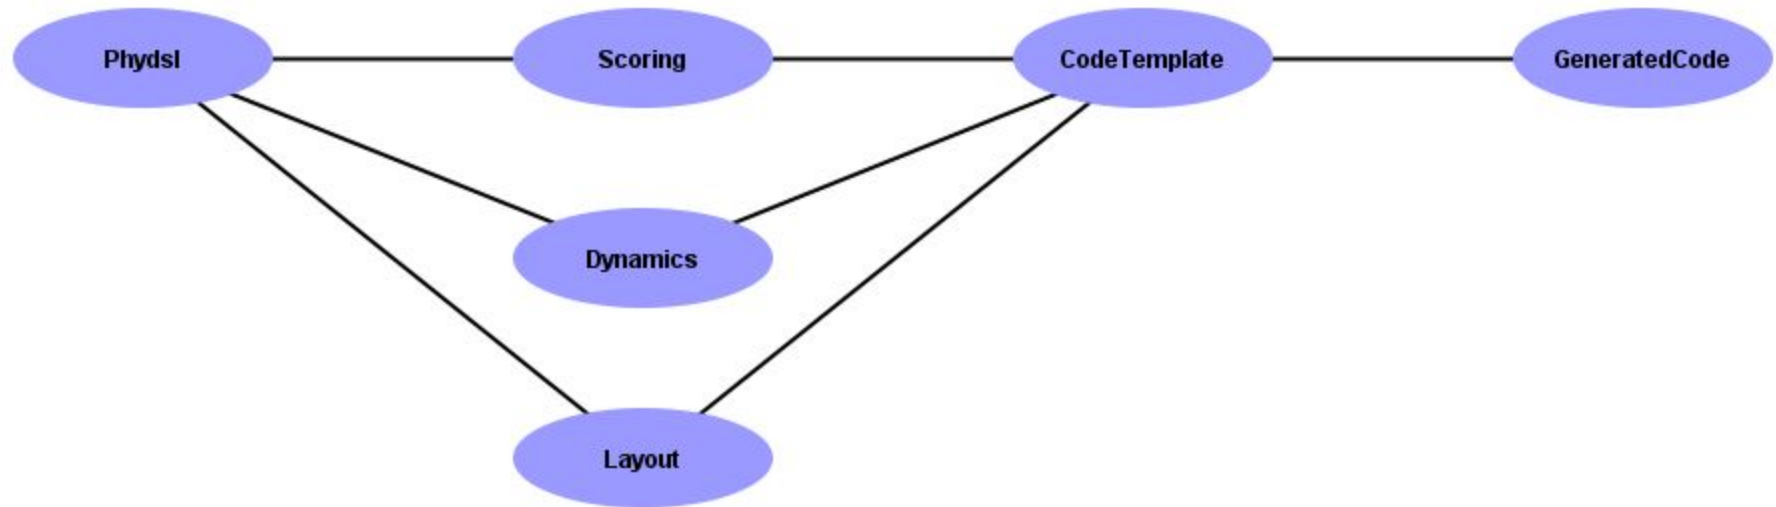 Phydsl
Scoring
CodeTemplate
GeneratedCode
Dynamics
Layout